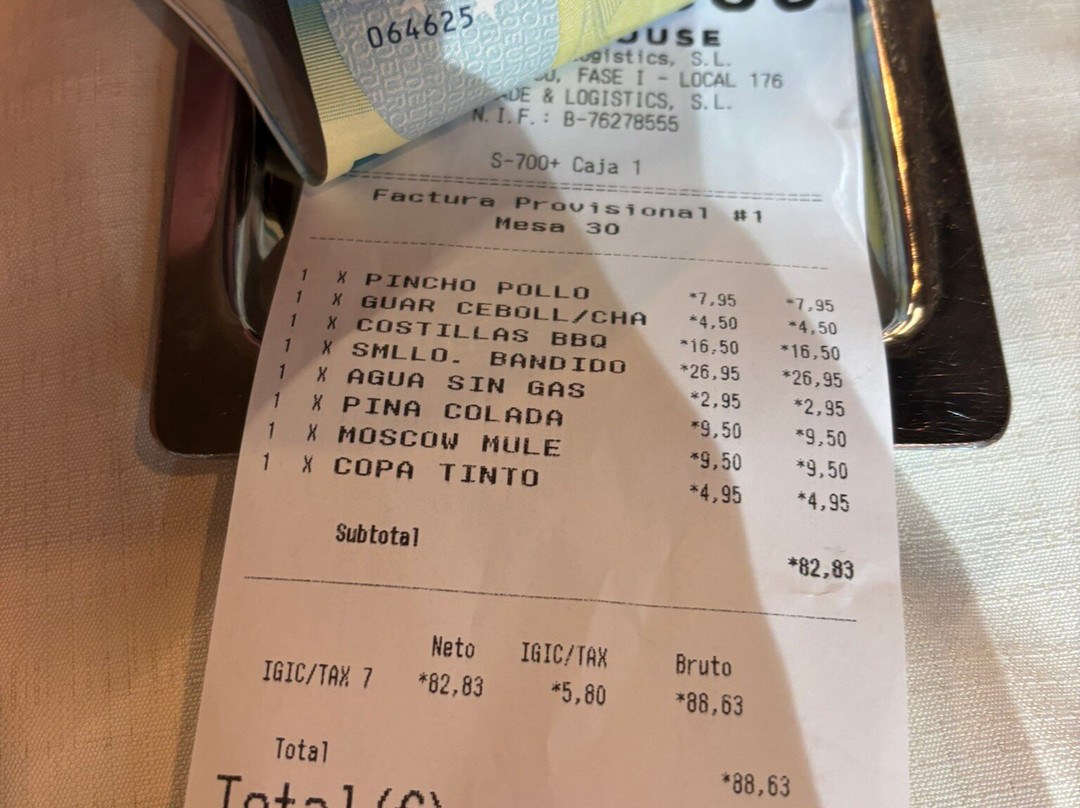 064625
OUSE
ogistics, S.L.
FASE I - LOCAL 176
ADE & LOGISTICS, S.L.
N.I.F.: B-76278555
S-700+ Caja 1
Factura Provisional #1
Mesa 30
1 X PINCHO POLLO *7,95 *7,95
1 X GUAR CEBOLL/CHA *4,50 *4,50
1 X COSTILLAS BBQ *16,50 *16,50
1 X SMLLO. BANDIDO *26,95 *26,95
1 X AGUA SIN GAS *2,95 *2,95
1 X PINA COLADA *9,50 *9,50
1 X MOSCOW MULE *9,50 *9,50
1 X COPA TINTO *4,95 *4,95
Subtotal *82,83
Neto IGIC/TAX Bruto
IGIC/TAX 7 *82,83 *5,80 *88,63
Total *88,63
Total(€)